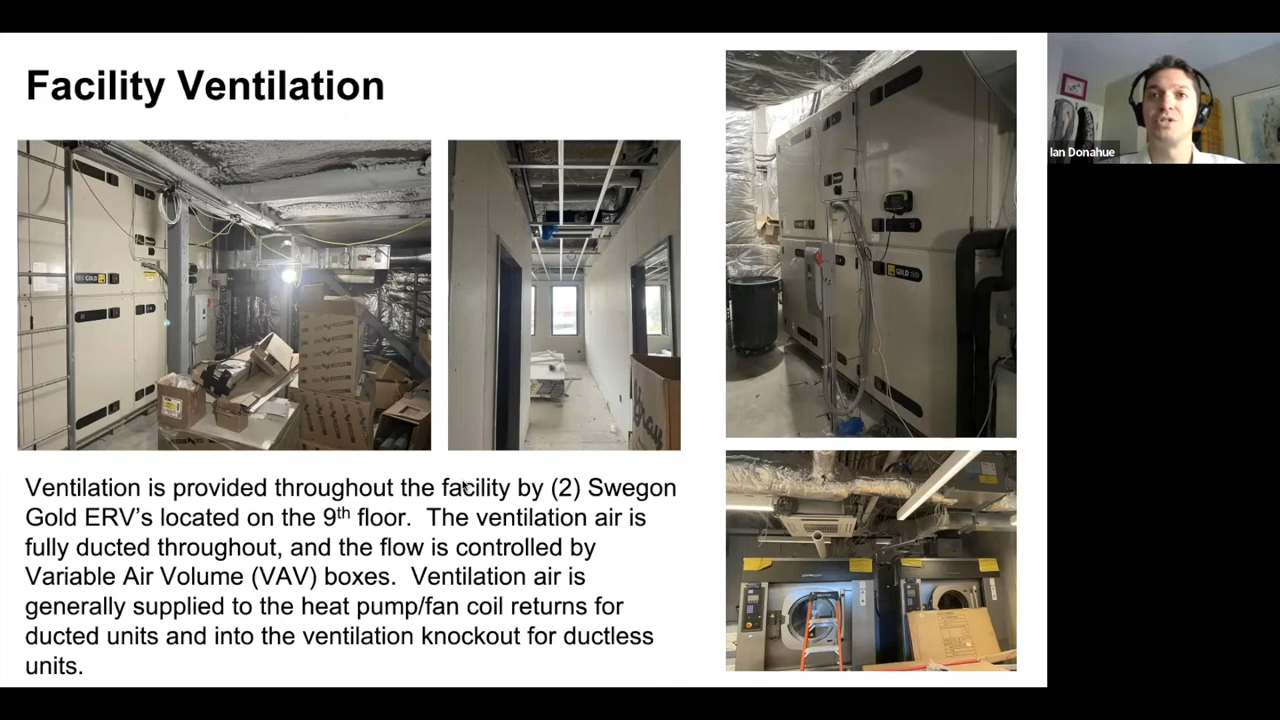 Facility Ventilation
Ian Donahue
GOLD
GOLD
Ventilation is provided throughout the facility by (2) Swegon
Gold ERV's located on the 9th floor. The ventilation air is
fully ducted throughout, and the flow is controlled by
Variable Air Volume (VAV) boxes. Ventilation air is
generally supplied to the heat pump/fan coil returns for
ducted units and into the ventilation knockout for ductless
units.